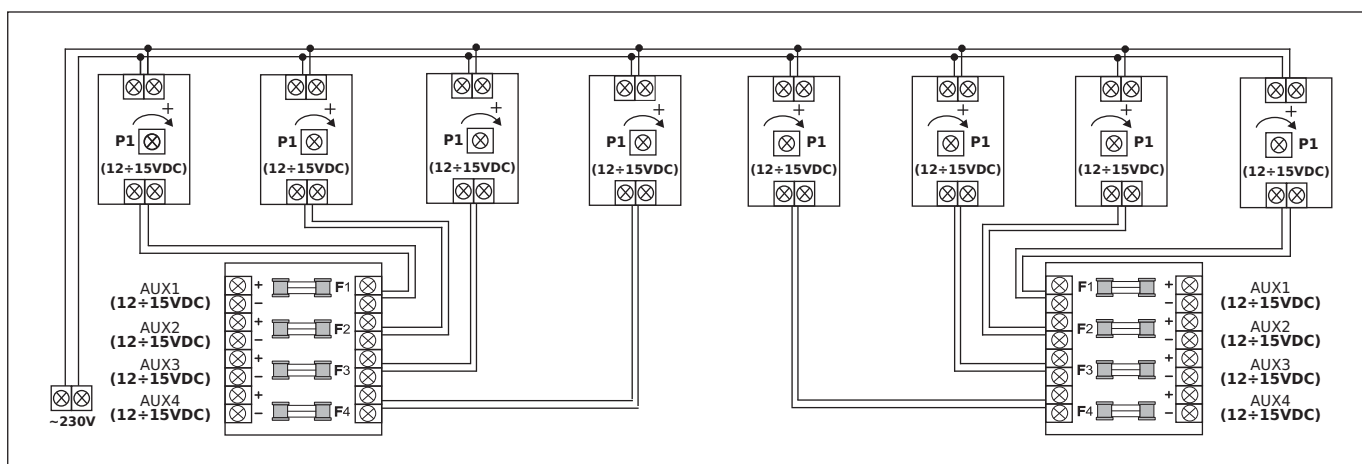 + + + + + + + +
P1 P1 P1 P1 P1 P1 P1 P1
(12÷15VDC) (12÷15VDC) (12÷15VDC) (12÷15VDC) (12÷15VDC) (12÷15VDC) (12÷15VDC) (12÷15VDC)
AUX1 + F1 F1 + AUX1
(12÷15VDC) – – (12÷15VDC)
AUX2 + F2 F2 + AUX2
(12÷15VDC) – – (12÷15VDC)
AUX3 + F3 F3 + AUX3
(12÷15VDC) – – (12÷15VDC)
AUX4 + F4 F4 + AUX4
(12÷15VDC) – – (12÷15VDC)
~230V